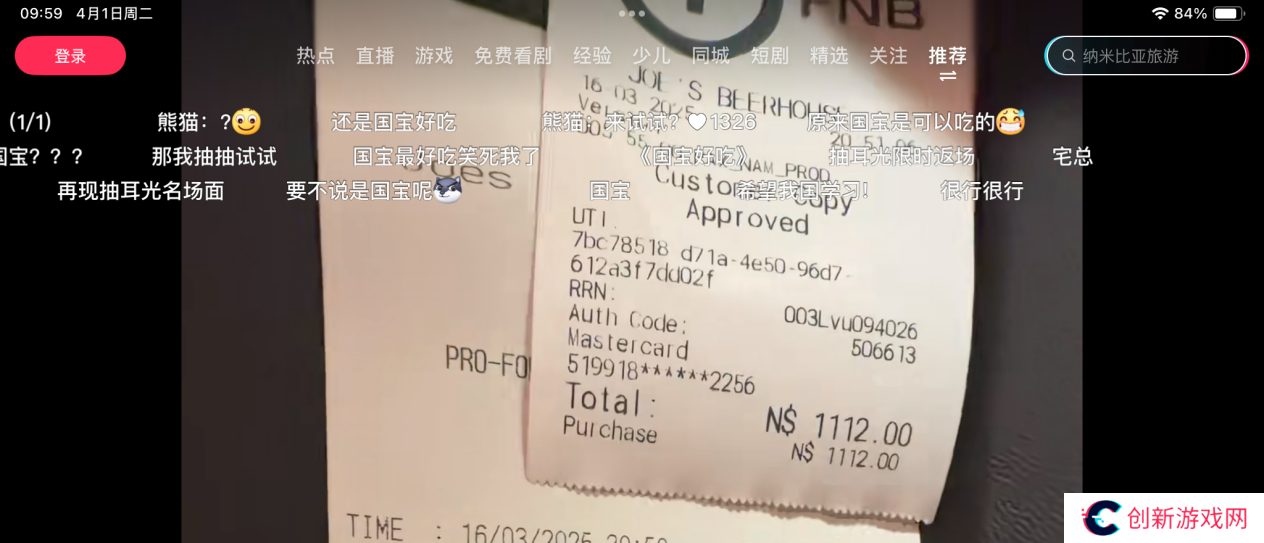 09:59 4月1日周二
84%
登录
热点 直播 游戏 免费看剧 经验 少儿 同城 短剧 精选 关注 推荐
纳米比亚旅游
FNB
JOE'S BEERHOUSE
(1/1) 熊猫：? 还是国宝好吃 熊猫：来试试? 1326 原来国宝是可以吃的
国宝？？？ 那我抽抽试试 国宝最好吃笑死我了 《国宝好吃》 抽耳光限时返场 宅总
再现抽耳光名场面 要不说是国宝呢 国宝 希望我国学习! 很行很行
NAM_PROD
Customer Copy
Approved
UTI:
7bc78518 d71a-4e50-96d7-
612a3f7dd02f
RRN: 003Lvu094026
Auth Code: 506613
Mastercard
519918******2256
Total: N$ 1112.00
Purchase N$ 1112.00
TIME : 16/03/2025
创新游戏网